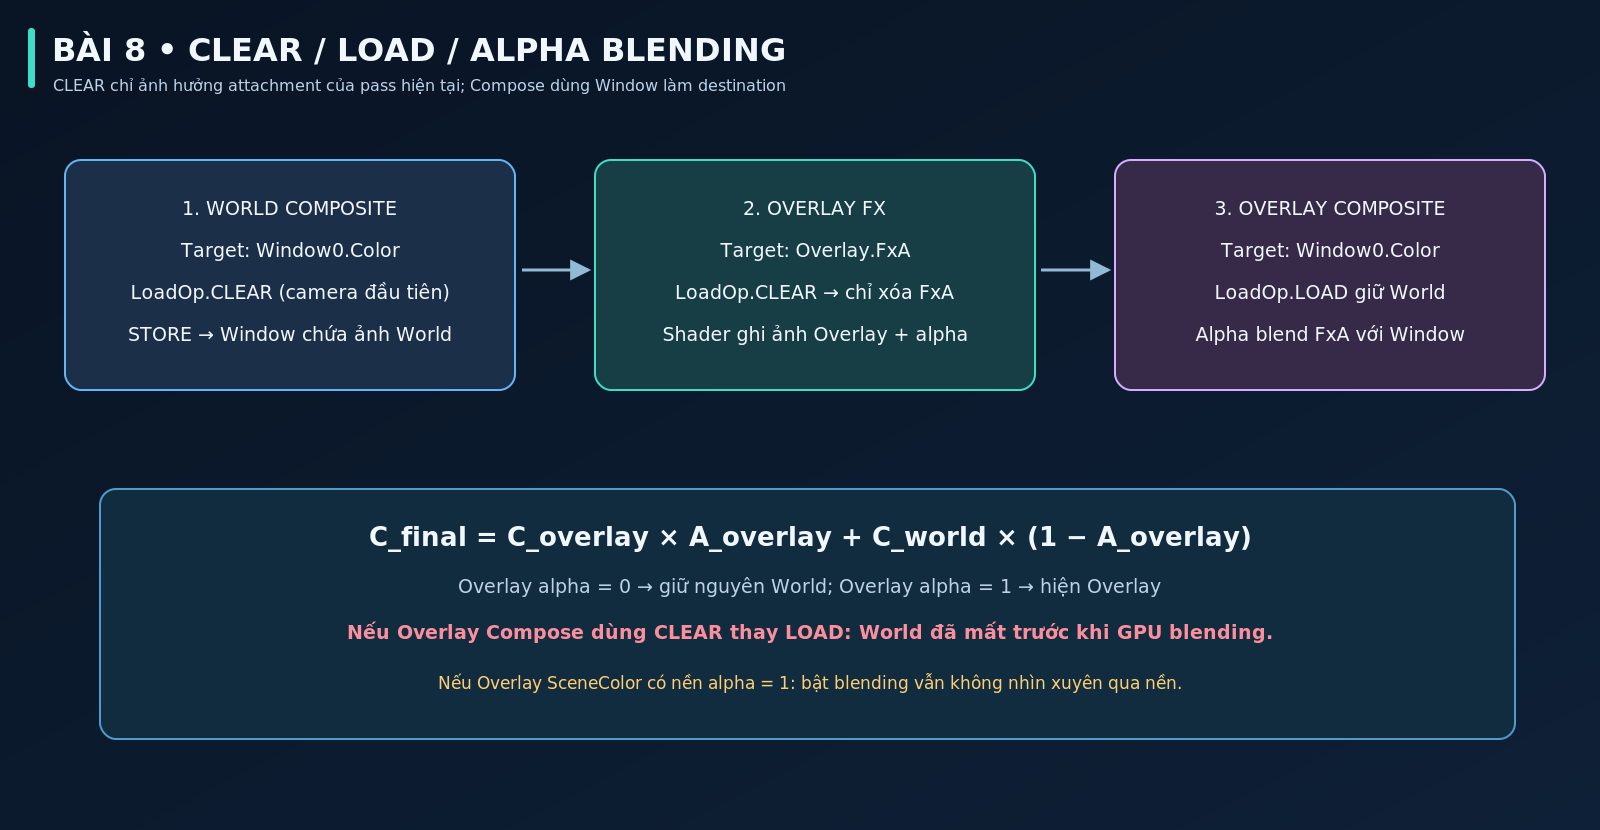 BÀI 8 • CLEAR / LOAD / ALPHA BLENDING
CLEAR chỉ ảnh hưởng attachment của pass hiện tại; Compose dùng Window làm destination
1. WORLD COMPOSITE
Target: Window0.Color
LoadOp.CLEAR (camera đầu tiên)
STORE → Window chứa ảnh World
2. OVERLAY FX
Target: Overlay.FxA
LoadOp.CLEAR → chỉ xóa FxA
Shader ghi ảnh Overlay + alpha
3. OVERLAY COMPOSITE
Target: Window0.Color
LoadOp.LOAD giữ World
Alpha blend FxA với Window
C_final = C_overlay × A_overlay + C_world × (1 − A_overlay)
Overlay alpha = 0 → giữ nguyên World; Overlay alpha = 1 → hiện Overlay
Nếu Overlay Compose dùng CLEAR thay LOAD: World đã mất trước khi GPU blending.
Nếu Overlay SceneColor có nền alpha = 1: bật blending vẫn không nhìn xuyên qua nền.